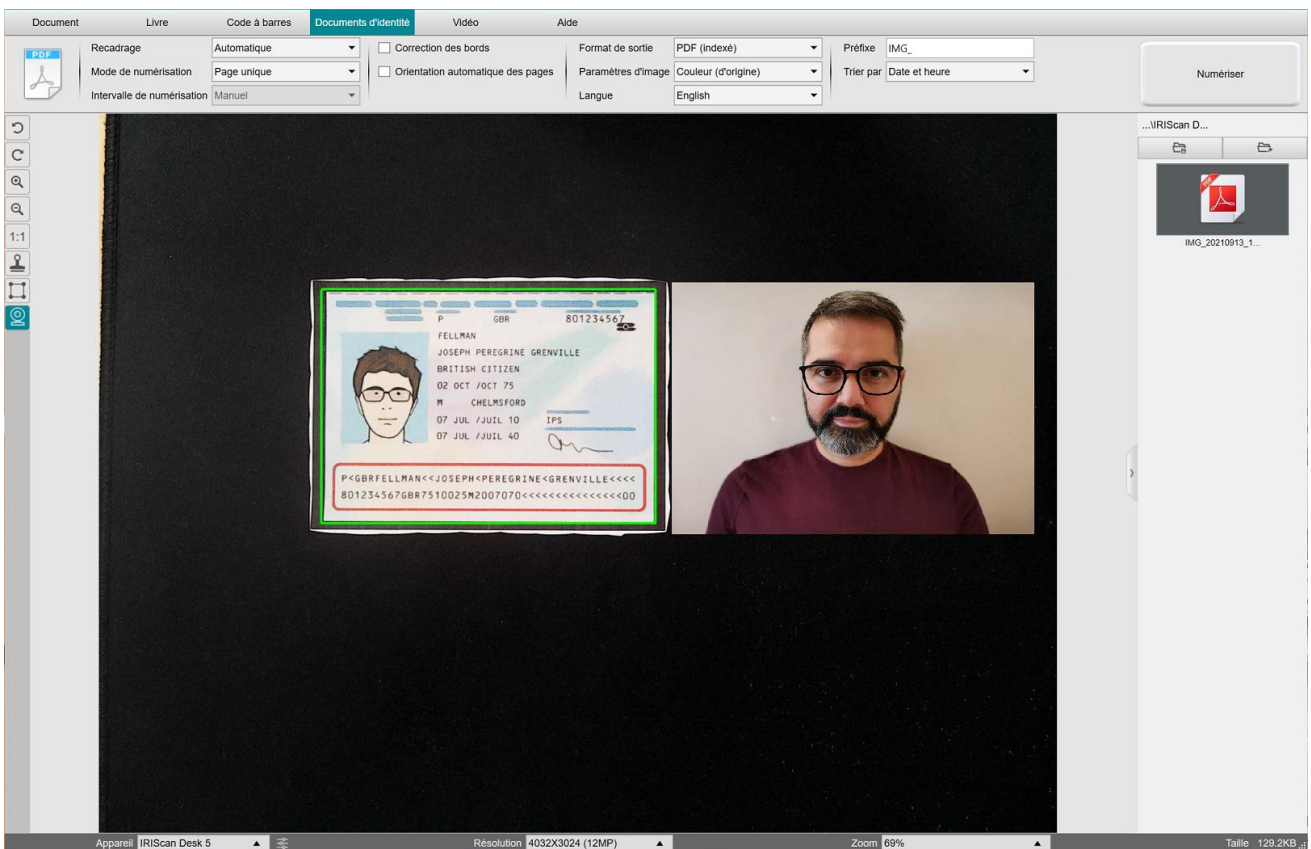 Document Livre Code à barres Documents d'identité Vidéo Aide
PDF
Recadrage Automatique
Mode de numérisation Page unique
Intervalle de numérisation Manuel
Correction des bords
Orientation automatique des pages
Format de sortie PDF (indexé)
Paramètres d'image Couleur (d'origine)
Langue English
Préfixe IMG_
Trier par Date et heure
Numériser
1:1
P GBR 801234567
FELLMAN
JOSEPH PEREGRINE GRENVILLE
BRITISH CITIZEN
02 OCT /OCT 75
M CHELMSFORD
07 JUL /JUIL 10 IPS
07 JUL /JUIL 40
P<GBRFELLMAN<<JOSEPH<PEREGRINE<GRENVILLE<<<<
801234567GBR7510025M2007070<<<<<<<<<<<<<<<00
...\IRIScan D...
PDF
IMG_20210913_1...
Appareil IRIScan Desk 5 Résolution 4032X3024 (12MP) Zoom 69% Taille 129.2KB